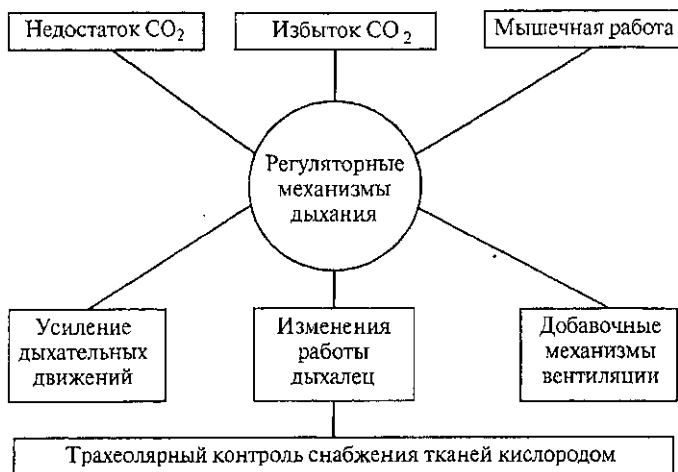 Недостаток CO₂
Избыток CO₂
Мышечная работа
Регуляторные
механизмы
дыхания
Усиление
дыхательных
движений
Изменения
работы
дыхалец
Добавочные
механизмы
вентиляции
Трахеолярный контроль снабжения тканей кислородом